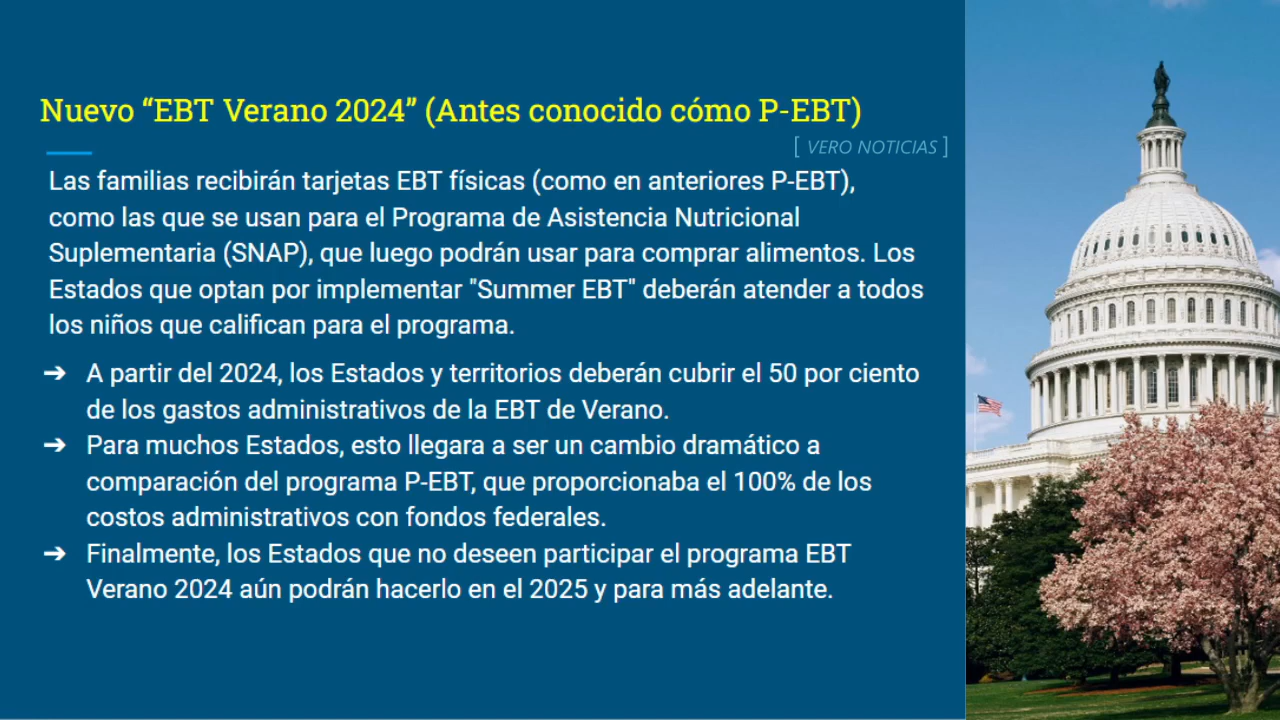 Nuevo “EBT Verano 2024” (Antes conocido cómo P-EBT)
[ VERO NOTICIAS ]
Las familias recibirán tarjetas EBT físicas (como en anteriores P-EBT),
como las que se usan para el Programa de Asistencia Nutricional
Suplementaria (SNAP), que luego podrán usar para comprar alimentos. Los
Estados que optan por implementar "Summer EBT" deberán atender a todos
los niños que califican para el programa.
➔ A partir del 2024, los Estados y territorios deberán cubrir el 50 por ciento
de los gastos administrativos de la EBT de Verano.
➔ Para muchos Estados, esto llegara a ser un cambio dramático a
comparación del programa P-EBT, que proporcionaba el 100% de los
costos administrativos con fondos federales.
➔ Finalmente, los Estados que no deseen participar el programa EBT
Verano 2024 aún podrán hacerlo en el 2025 y para más adelante.